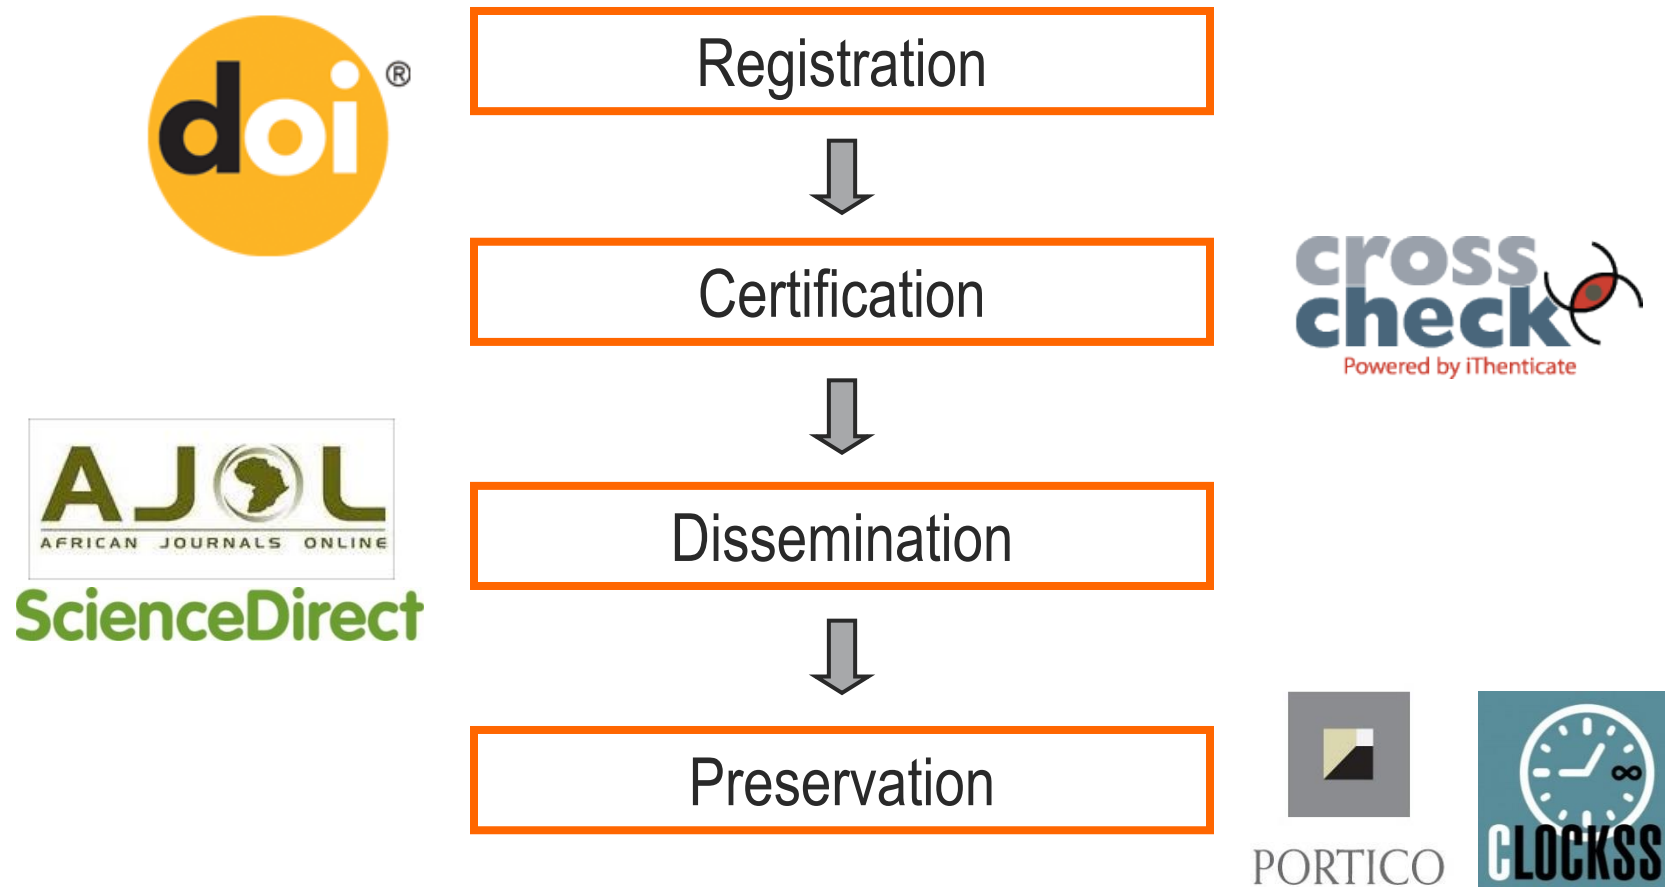 doi®
Registration
Certification
cross
check
Powered by iThenticate
AJOL
AFRICAN JOURNALS ONLINE
ScienceDirect
Dissemination
Preservation
PORTICO
∞
CLOCKSS